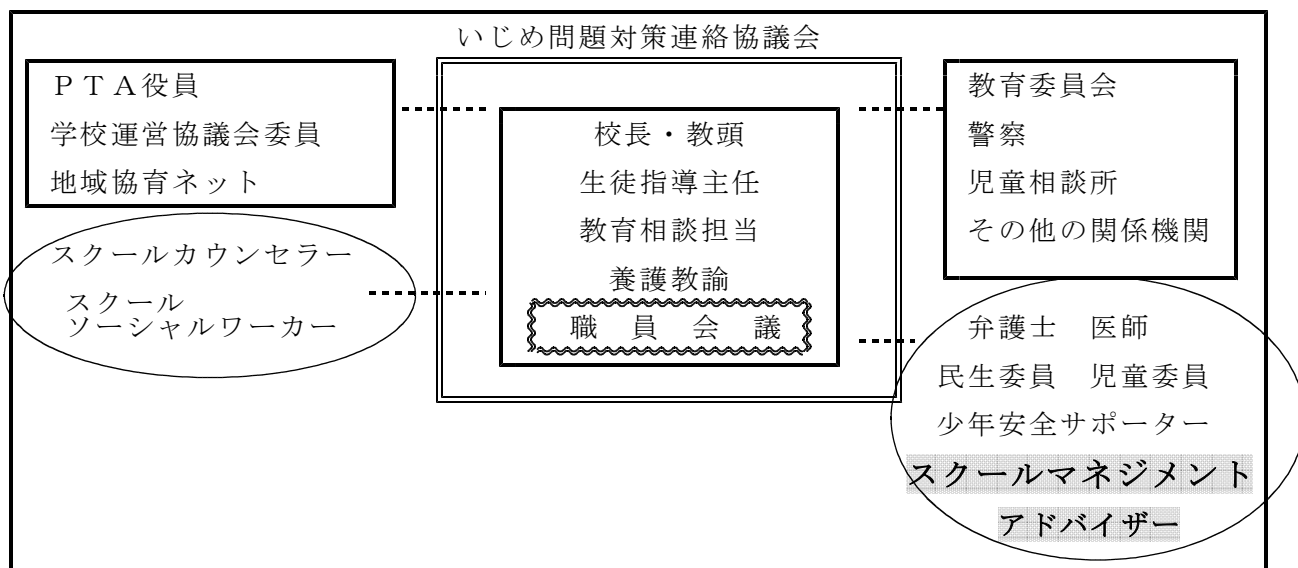 いじめ問題対策連絡協議会
ＰＴＡ役員
学校運営協議会委員
地域協育ネット
スクールカウンセラー
スクール
ソーシャルワーカー
校長・教頭
生徒指導主任
教育相談担当
養護教諭
職　員　会　議
教育委員会
警察
児童相談所
その他の関係機関
弁護士　医師
民生委員　児童委員
少年安全サポーター
スクールマネジメント
アドバイザー